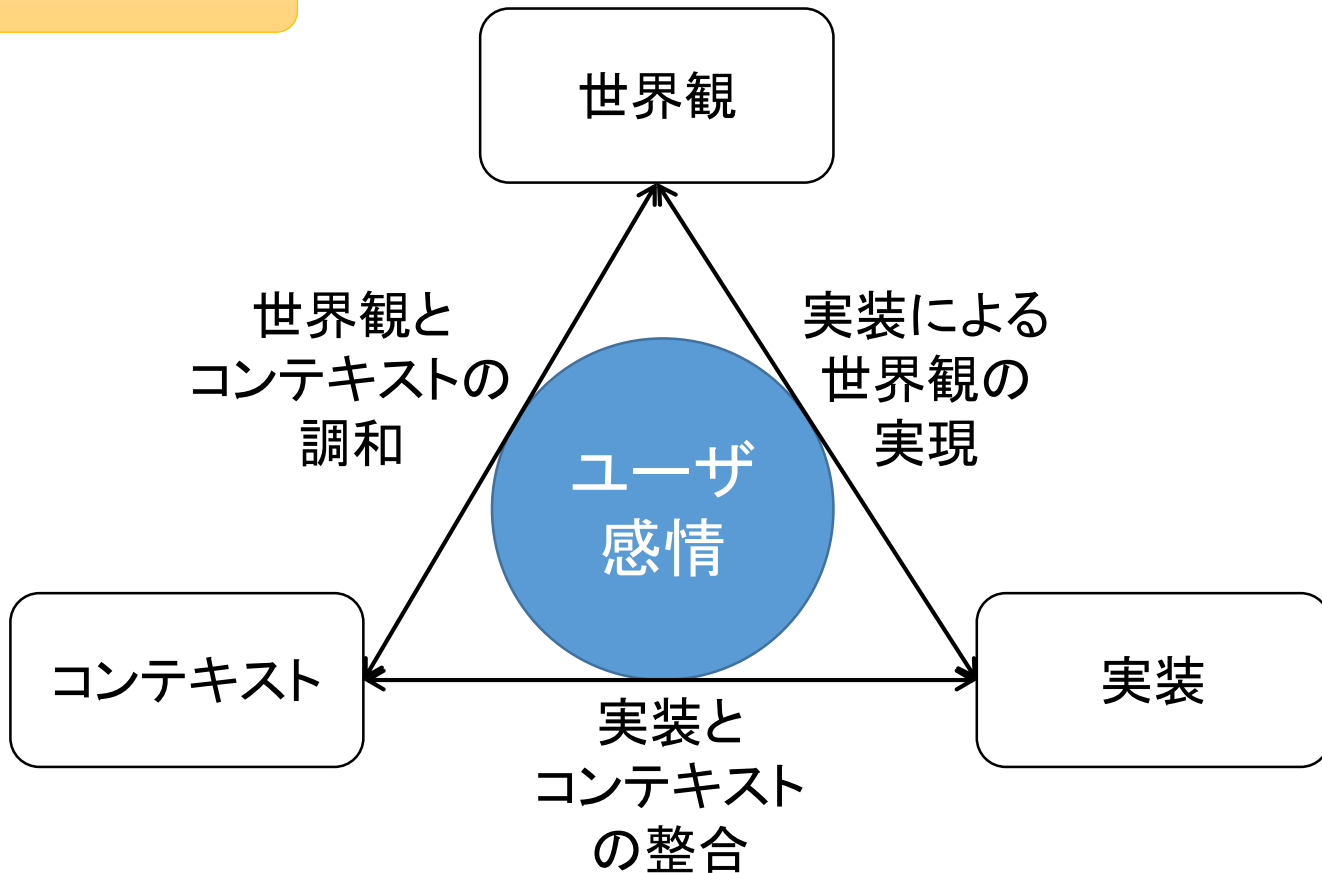 世界観
世界観と
コンテキストの
調和
実装による
世界観の
実現
ユーザ
感情
コンテキスト
実装
実装と
コンテキスト
の整合